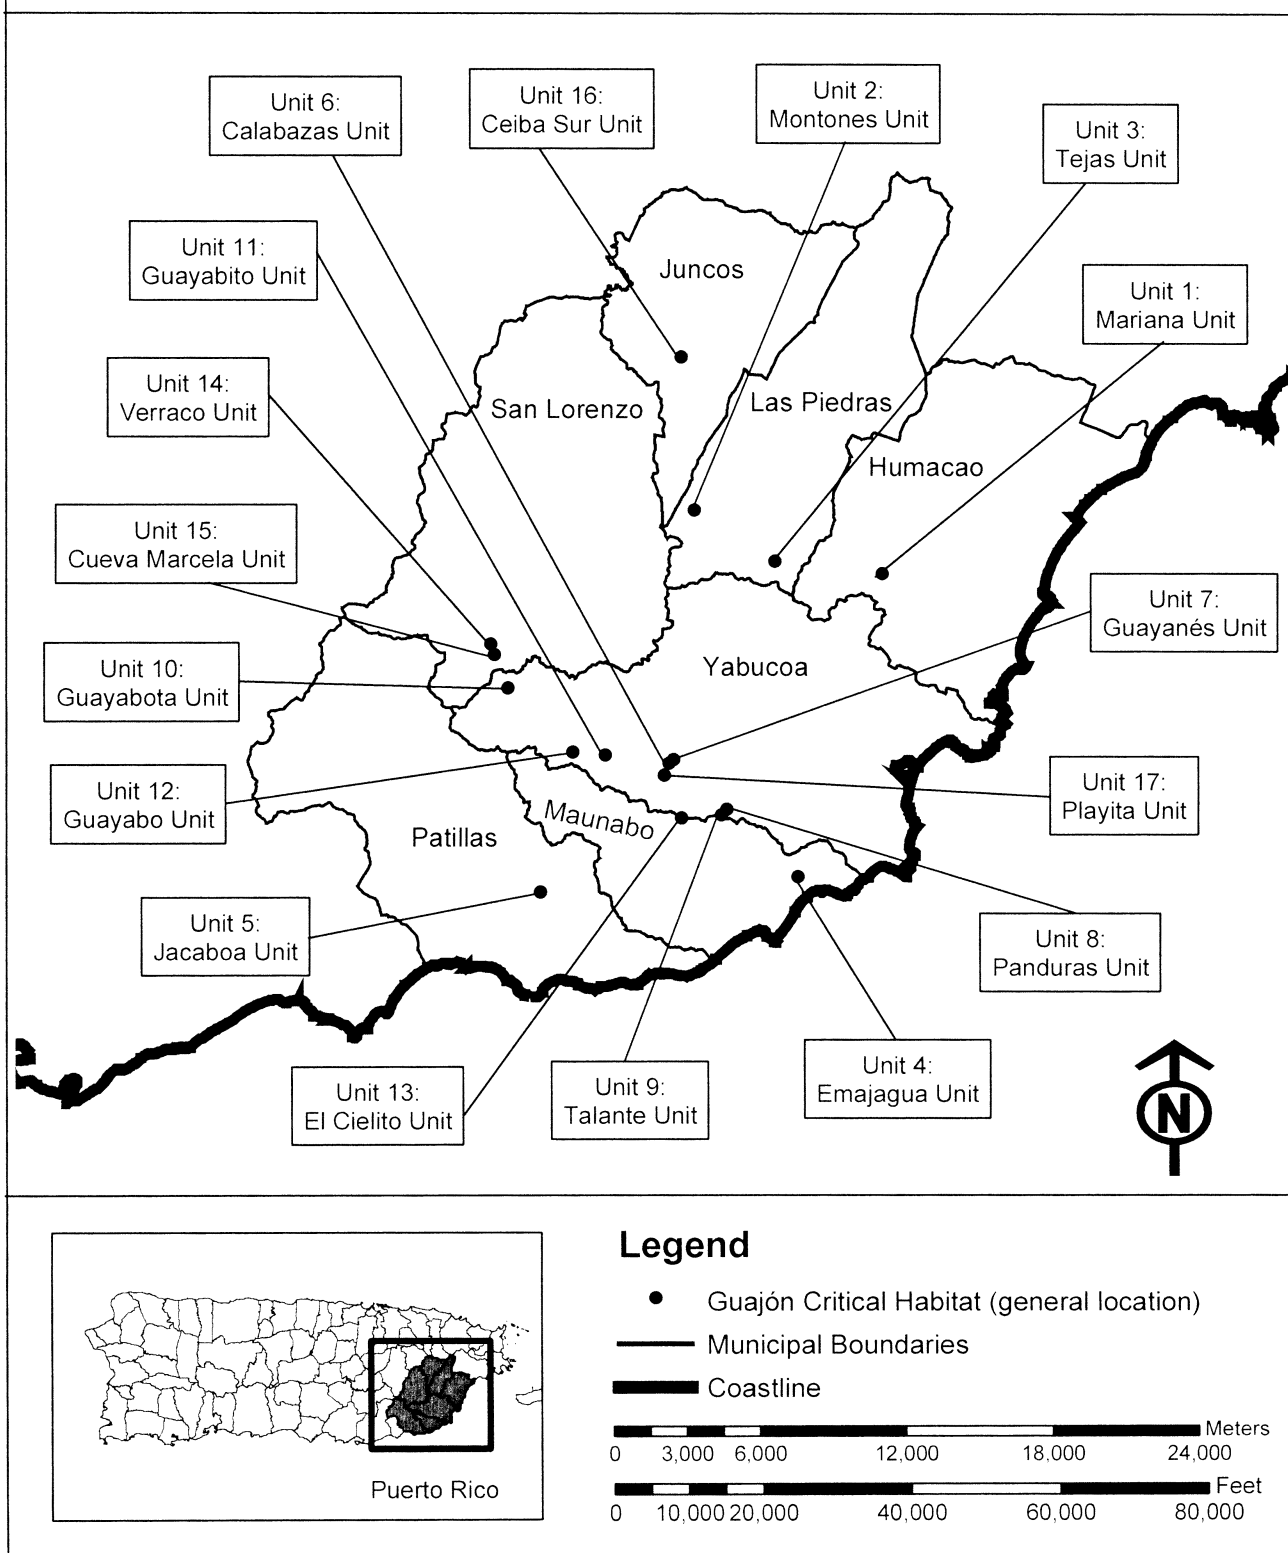 Unit 6:
Calabazas Unit
Unit 16:
Ceiba Sur Unit
Unit 2:
Montones Unit
Unit 3:
Tejas Unit
Unit 11:
Guayabito Unit
Juncos
Unit 1:
Mariana Unit
Unit 14:
Verraco Unit
San Lorenzo
Las Piedras
Humacao
Unit 15:
Cueva Marcela Unit
Unit 7:
Guayanés Unit
Unit 10:
Guayabota Unit
Yabucoa
Unit 12:
Guayabo Unit
Maunabo
Patillas
Unit 17:
Playita Unit
Unit 5:
Jacaboa Unit
Unit 8:
Panduras Unit
Unit 13:
El Cielito Unit
Unit 9:
Talante Unit
Unit 4:
Emajagua Unit
N
Legend
Guajón Critical Habitat (general location)
Municipal Boundaries
Coastline
Meters
0 3,000 6,000 12,000 18,000 24,000
Feet
0 10,000 20,000 40,000 60,000 80,000
Puerto Rico